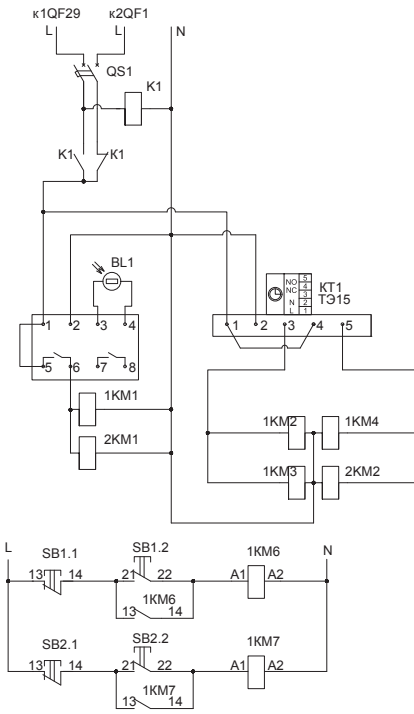 к1QF29 к2QF1
L L N
QS1
K1
K1 K1
BL1
NO NC N L
5
4
3
2
1
КТ1
ТЭ15
1 2 3 4
1 2 3 4 5
5 6 7 8
1KM1
2KM1
1KM2 1KM4
1KM3 2KM2
L N
SB1.1 SB1.2 1KM6
13 14 21 22 A1 A2
1KM6
13 14
SB2.1 SB2.2 1KM7
13 14 21 22 A1 A2
1KM7
13 14